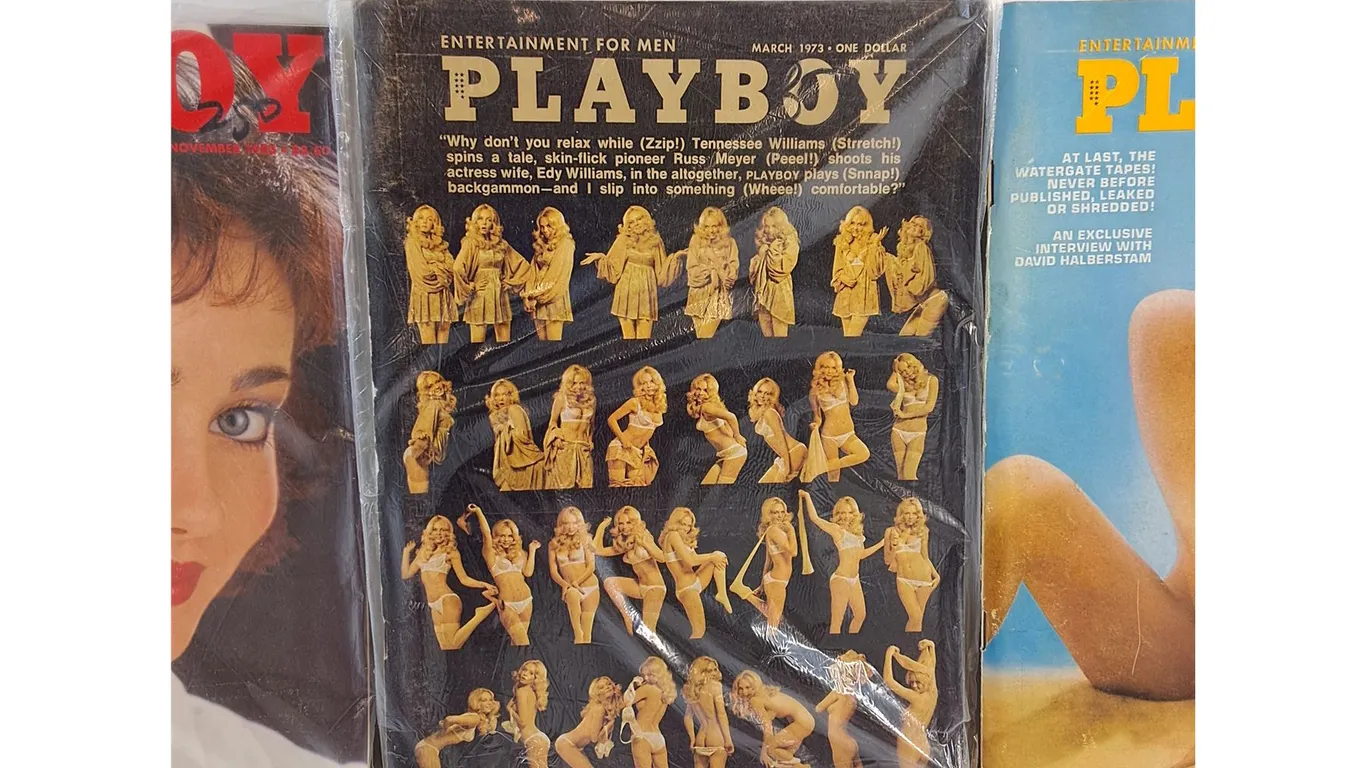 OY
250
NOVEMBER
ENTERTAINMENT FOR MEN
MARCH 1973 • ONE DOLLAR
PLAYBOY
"Why don't you relax while (Zzip!) Tennessee Williams (Strretch!)
spins a tale, skin-flick pioneer Russ Meyer (Peeel!) shoots his
actress wife, Edy Williams, in the altogether, PLAYBOY plays (Snnap!)
backgammon—and I slip into something (Wheee!) comfortable?"
ENTERTAINM
PL
AT LAST, THE
WATERGATE TAPES!
NEVER BEFORE
PUBLISHED, LEAKED
OR SHREDDED!
AN EXCLUSIVE
INTERVIEW WITH
DAVID HALBERSTAM